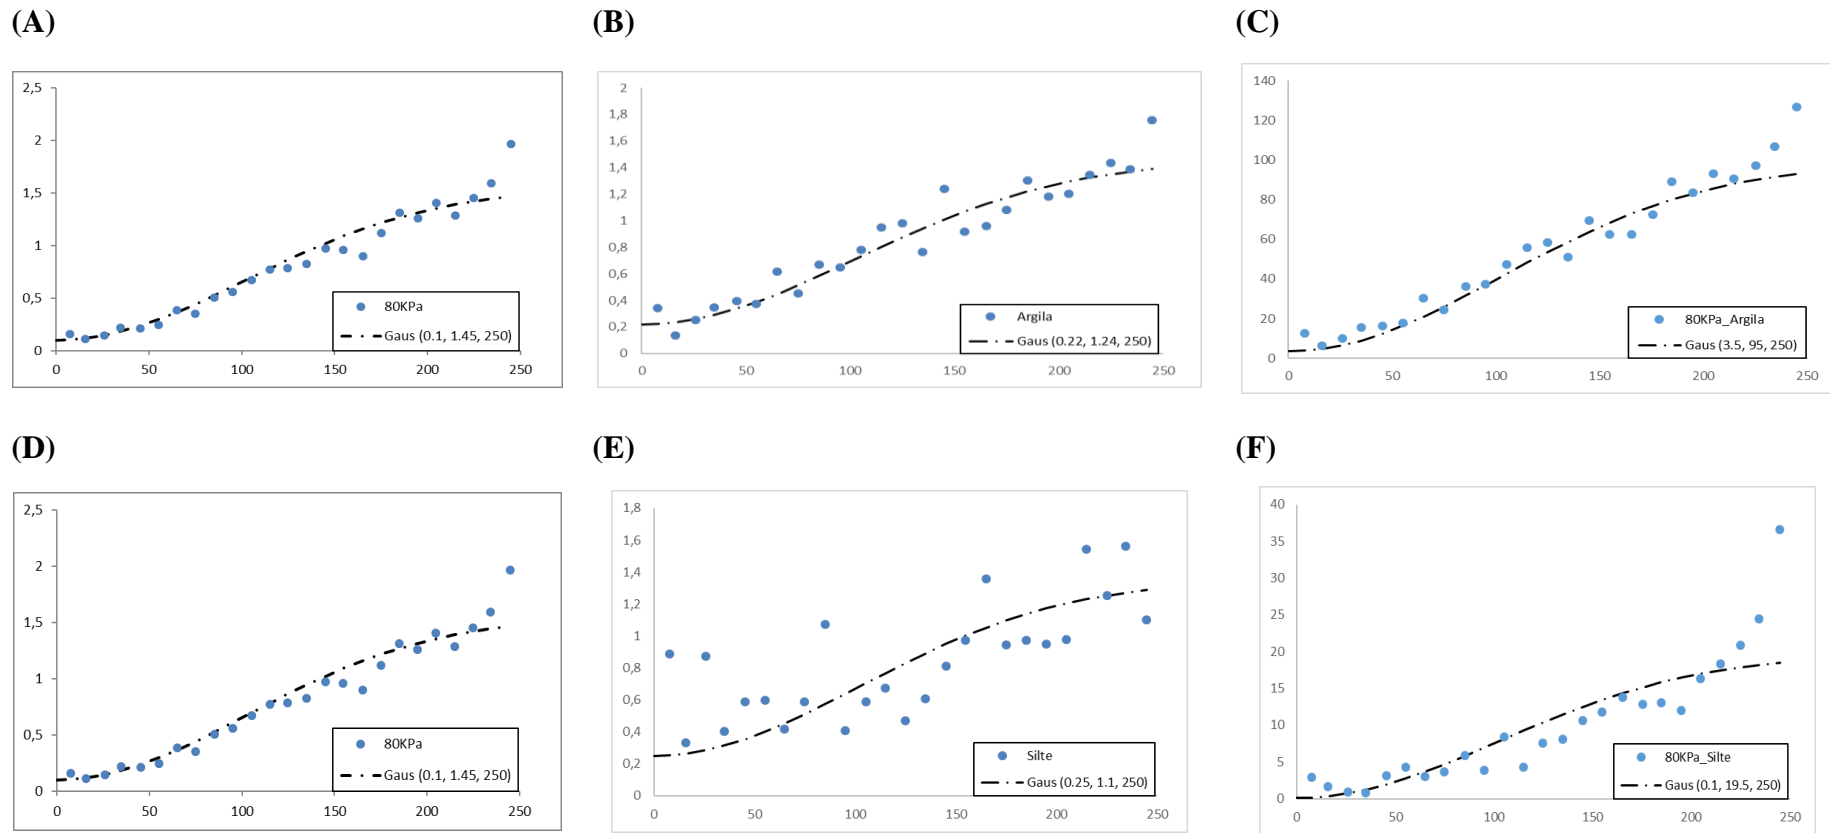 (A)
2,5
2
1,5
1
0,5
0
0 50 100 150 200 250
80KPa
Gaus (0.1, 1.45, 250)
(B)
2
1,8
1,6
1,4
1,2
1
0,8
0,6
0,4
0,2
0
0 50 100 150 200 250
Argila
Gaus (0.22, 1.24, 250)
(C)
140
120
100
80
60
40
20
0
0 50 100 150 200 250
80KPa_Argila
Gaus (3.5, 95, 250)
(D)
2,5
2
1,5
1
0,5
0
0 50 100 150 200 250
80KPa
Gaus (0.1, 1.45, 250)
(E)
1,8
1,6
1,4
1,2
1
0,8
0,6
0,4
0,2
0
0 50 100 150 200 250
Silte
Gaus (0.25, 1.1, 250)
(F)
40
35
30
25
20
15
10
5
0
0 50 100 150 200 250
80KPa_Silte
Gaus (0.1, 19.5, 250)